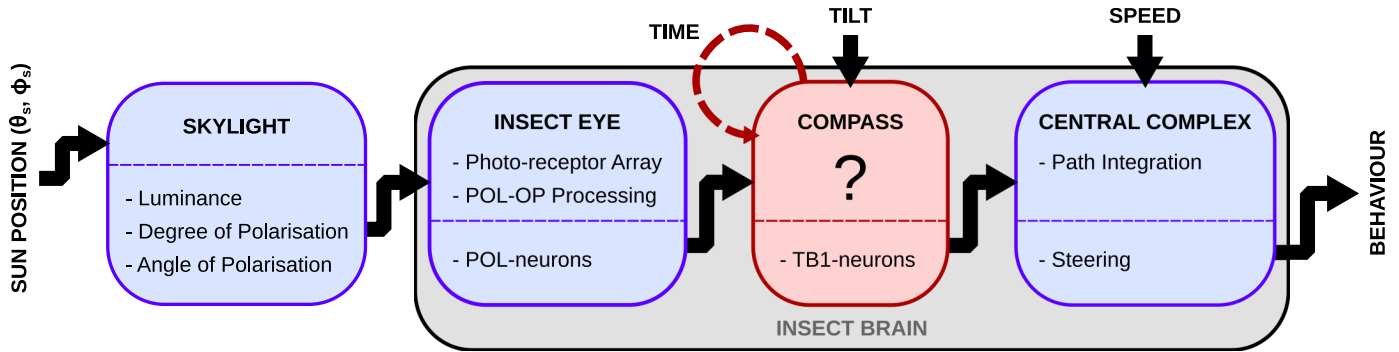 SUN POSITION (θs, ϕs)
SKYLIGHT
- Luminance
- Degree of Polarisation
- Angle of Polarisation
INSECT EYE
- Photo-receptor Array
- POL-OP Processing
- POL-neurons
TIME
TILT
COMPASS
?
- TB1-neurons
SPEED
CENTRAL COMPLEX
- Path Integration
- Steering
INSECT BRAIN
BEHAVIOUR